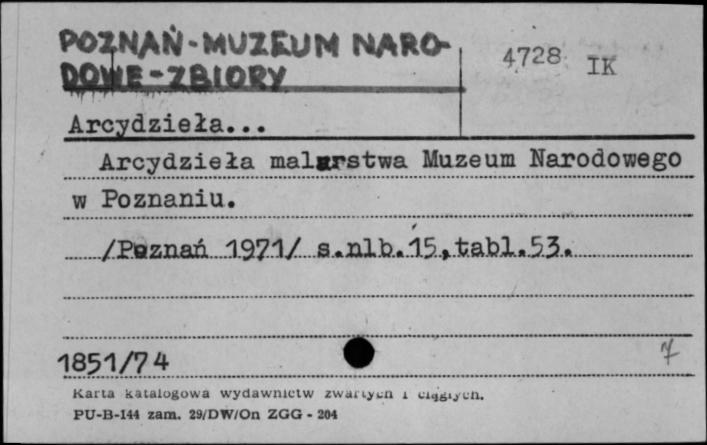 POZNAŃ-MUZEUM NARO-
DOWE-ZBIORY
4728 IK
Arcydzieła...
Arcydzieła malarstwa Muzeum Narodowego
w Poznaniu.
/Poznań 1971/ s.nlb.15,tabl.53.
1851/74
7
Karta katalogowa wydawnictw zwartych i ciągłych.
PU-B-144 zam. 29/DW/On ZGG - 204